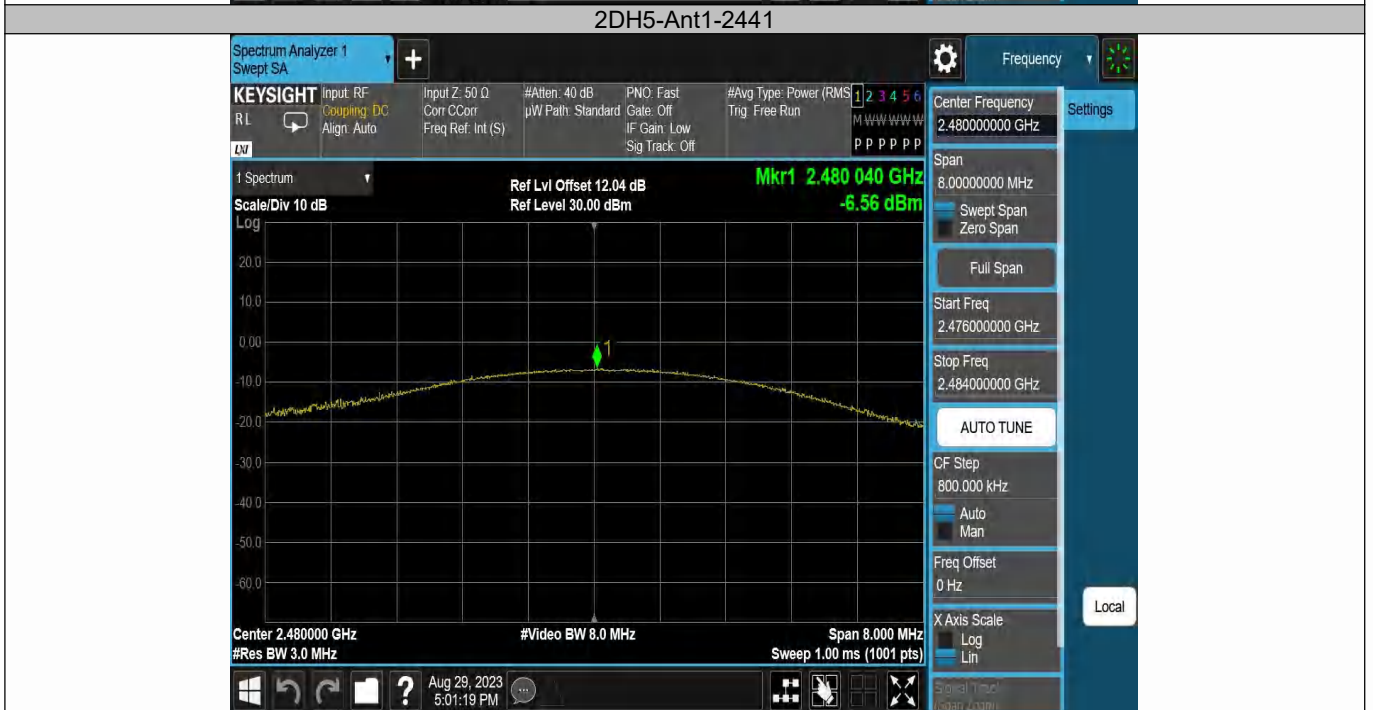 2DH5-Ant1-2441
Spectrum Analyzer 1
Swept SA
+
Frequency
KEYSIGHT
R L
LXI
Input: RF
Coupling: DC
Align: Auto
Input Z: 50 Ω
Corr CCorr
Freq Ref: Int (S)
#Atten: 40 dB
µW Path: Standard
PNO: Fast
Gate: Off
IF Gain: Low
Sig Track: Off
#Avg Type: Power (RMS
Trig: Free Run
1 2 3 4 5 6
M W W W W W
P P P P P P
1 Spectrum
Scale/Div 10 dB
Log
Ref Lvl Offset 12.04 dB
Ref Level 30.00 dBm
Mkr1 2.480 040 GHz
-6.56 dBm
20.0
10.0
0.00
-10.0
-20.0
-30.0
-40.0
-50.0
-60.0
1
Center 2.480000 GHz
#Res BW 3.0 MHz
#Video BW 8.0 MHz
Span 8.000 MHz
Sweep 1.00 ms (1001 pts)
Aug 29, 2023
5:01:19 PM
Center Frequency
2.480000000 GHz
Settings
Span
8.00000000 MHz
Swept Span
Zero Span
Full Span
Start Freq
2.476000000 GHz
Stop Freq
2.484000000 GHz
AUTO TUNE
CF Step
800.000 kHz
Auto
Man
Freq Offset
0 Hz
X Axis Scale
Log
Lin
Local
Signal Track
(Span Zoom)